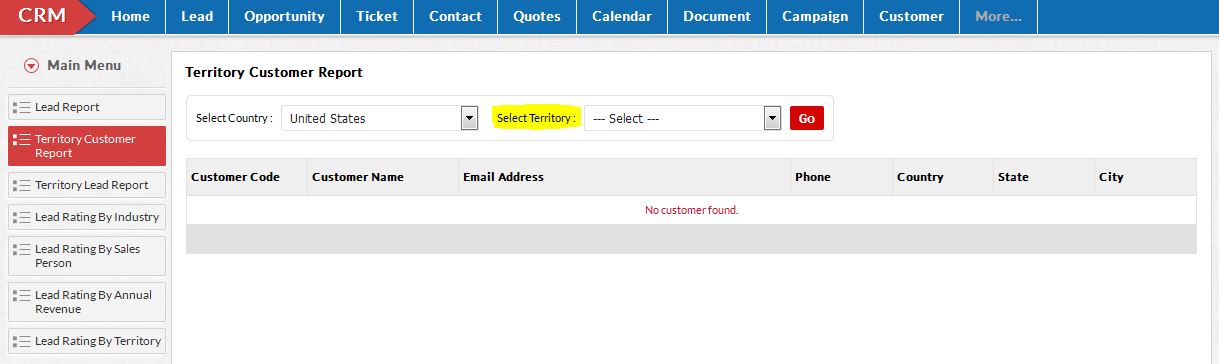 CRM Home Lead Opportunity Ticket Contact Quotes Calendar Document Campaign Customer More...
Main Menu
Lead Report
Territory Customer
Report
Territory Lead Report
Lead Rating By Industry
Lead Rating By Sales
Person
Lead Rating By Annual
Revenue
Lead Rating By Territory
Territory Customer Report
Select Country : United States Select Territory : --- Select --- Go
Customer Code Customer Name Email Address Phone Country State City
No customer found.